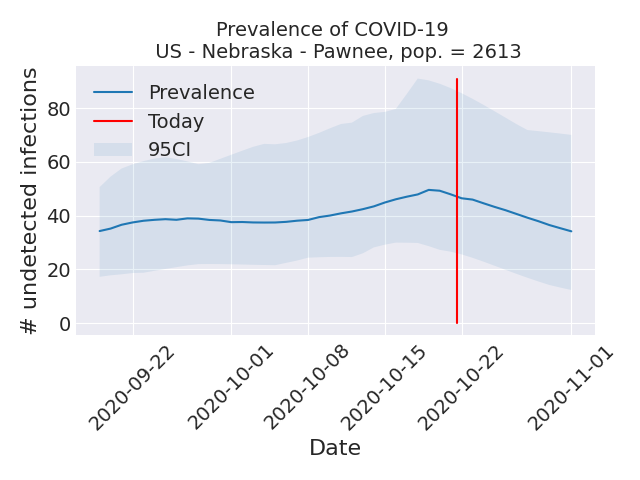 Prevalence of COVID-19
US - Nebraska - Pawnee, pop. = 2613
# undetected infections
80
60
40
20
0
Prevalence
Today
95CI
2020-09-22
2020-10-01
2020-10-08
2020-10-15
2020-10-22
2020-11-01
Date